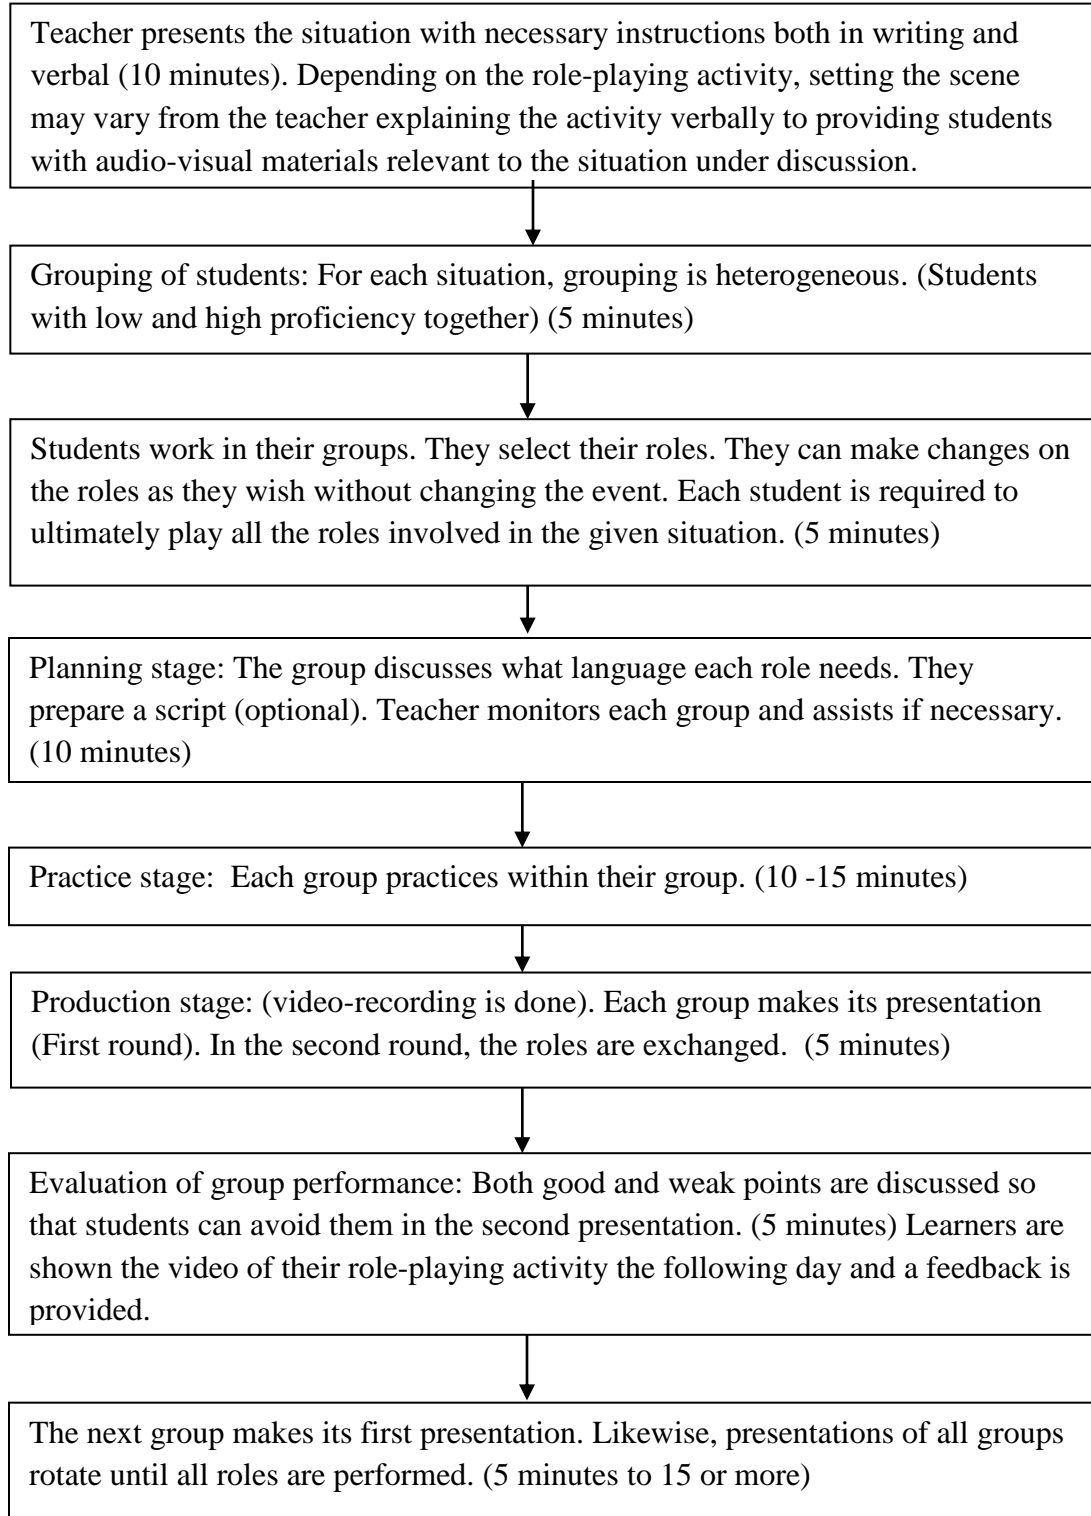 Teacher presents the situation with necessary instructions both in writing and
verbal (10 minutes). Depending on the role-playing activity, setting the scene
may vary from the teacher explaining the activity verbally to providing students
with audio-visual materials relevant to the situation under discussion.
Grouping of students: For each situation, grouping is heterogeneous. (Students
with low and high proficiency together) (5 minutes)
Students work in their groups. They select their roles. They can make changes on
the roles as they wish without changing the event. Each student is required to
ultimately play all the roles involved in the given situation. (5 minutes)
Planning stage: The group discusses what language each role needs. They
prepare a script (optional). Teacher monitors each group and assists if necessary.
(10 minutes)
Practice stage:  Each group practices within their group. (10 -15 minutes)
Production stage: (video-recording is done). Each group makes its presentation
(First round). In the second round, the roles are exchanged.  (5 minutes)
Evaluation of group performance: Both good and weak points are discussed so
that students can avoid them in the second presentation. (5 minutes) Learners are
shown the video of their role-playing activity the following day and a feedback is
provided.
The next group makes its first presentation. Likewise, presentations of all groups
rotate until all roles are performed. (5 minutes to 15 or more)